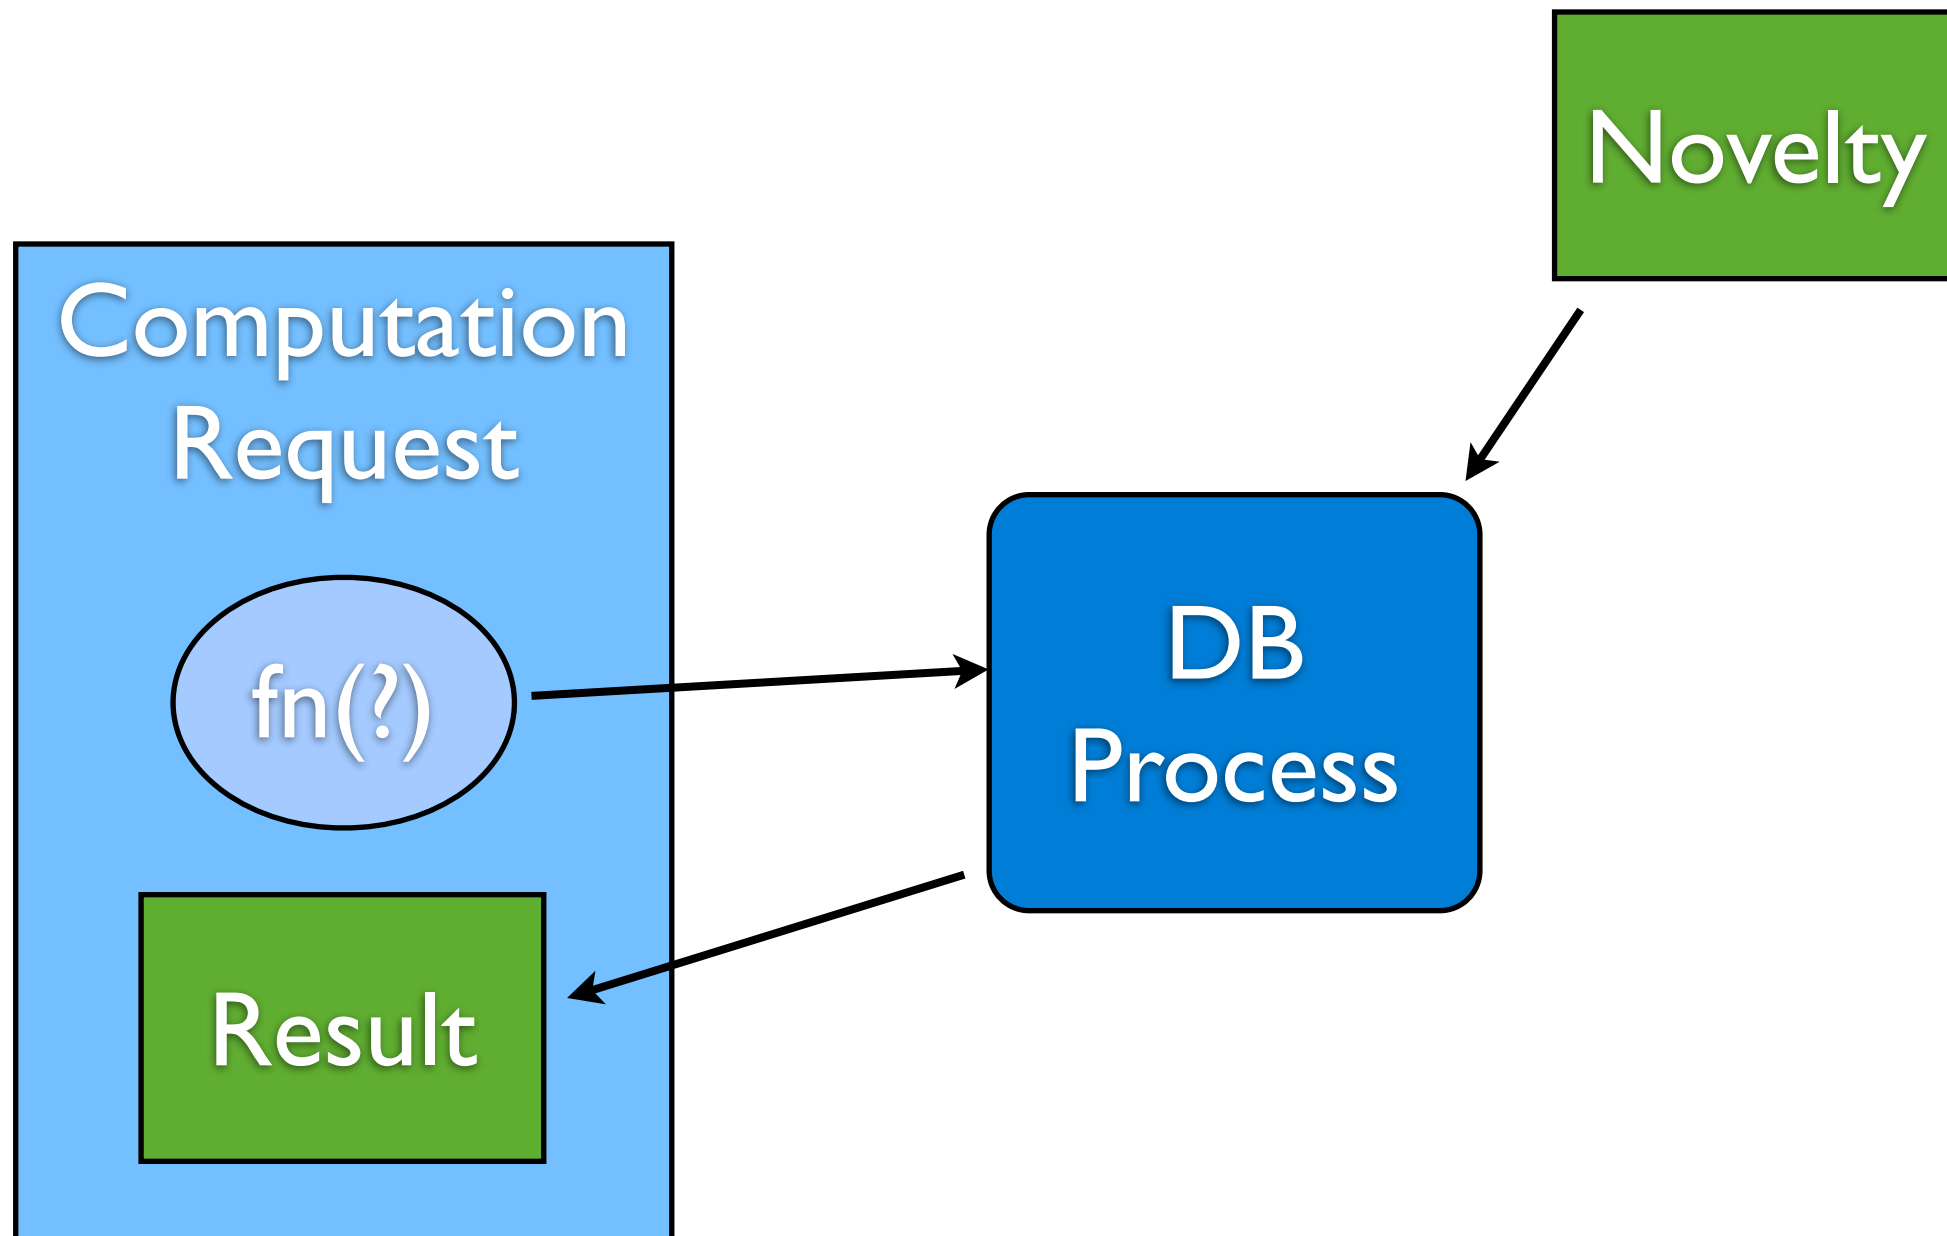 Novelty
Computation
Request
fn(?)
DB
Process
Result